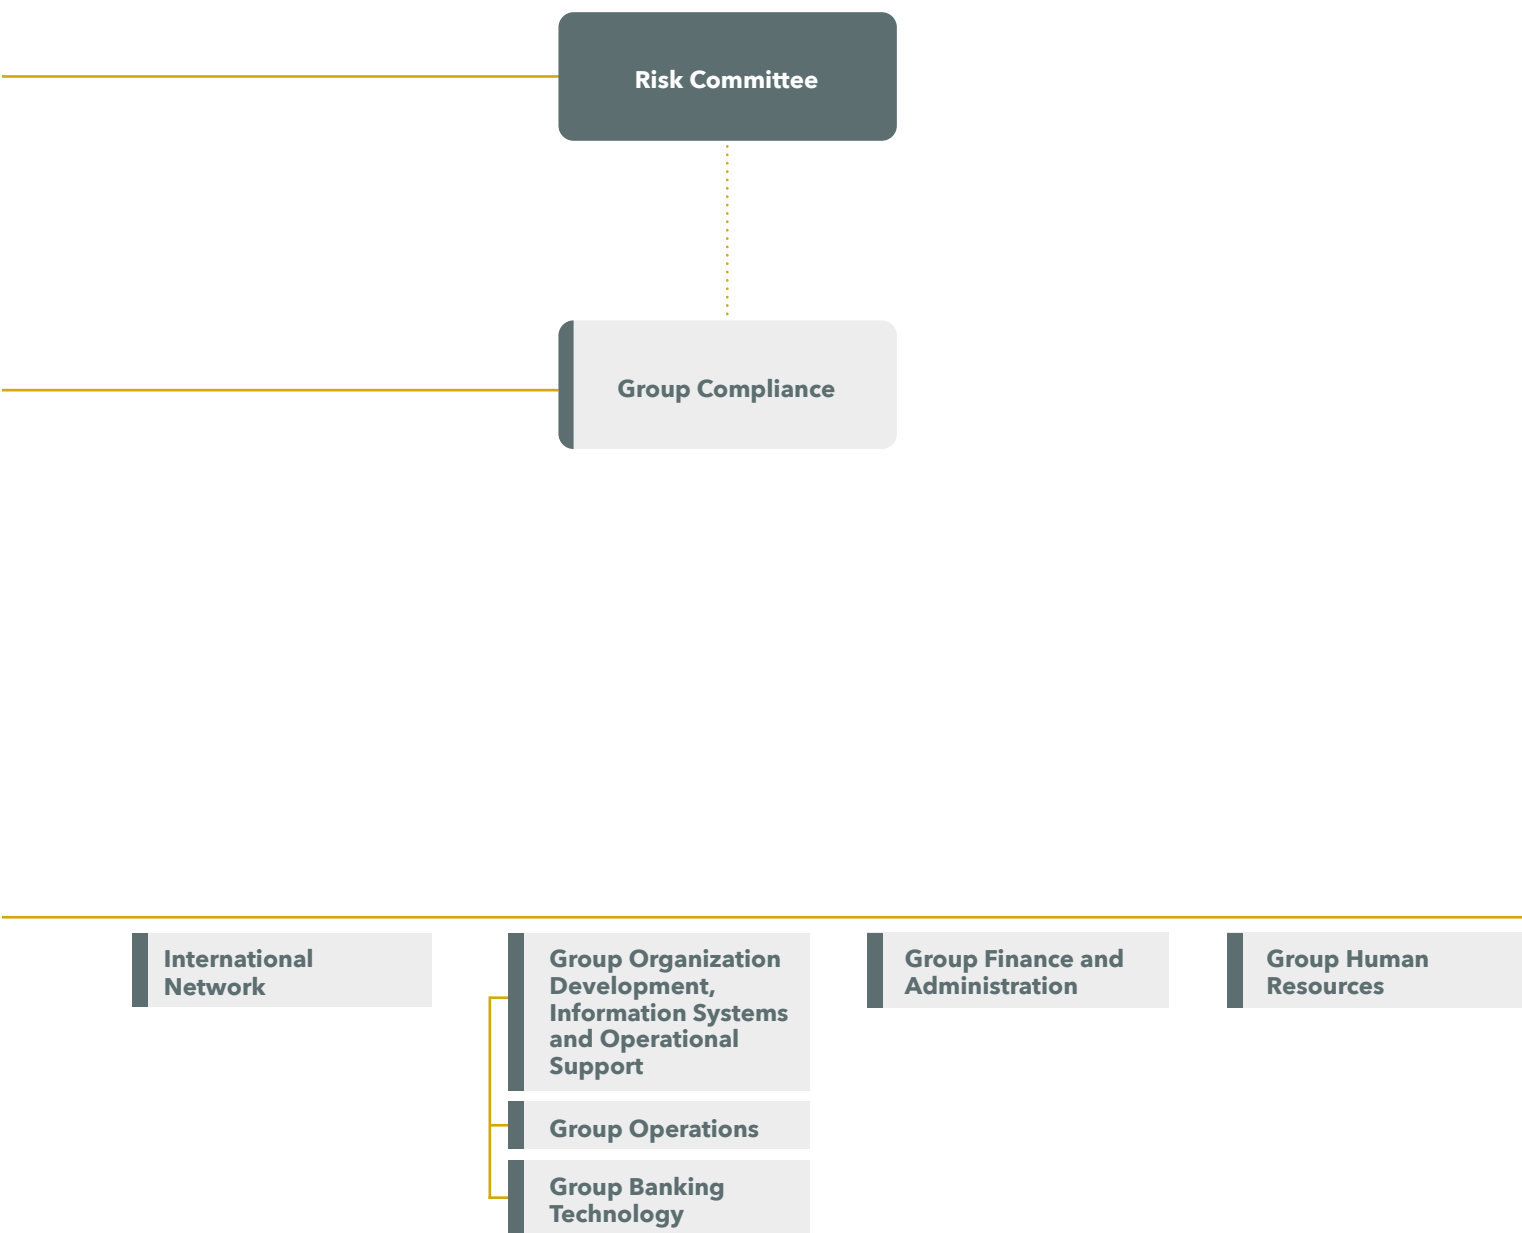 Risk Committee
Group Compliance
International
Network
Group Organization
Development,
Information Systems
and Operational
Support
Group Operations
Group Banking
Technology
Group Finance and
Administration
Group Human
Resources